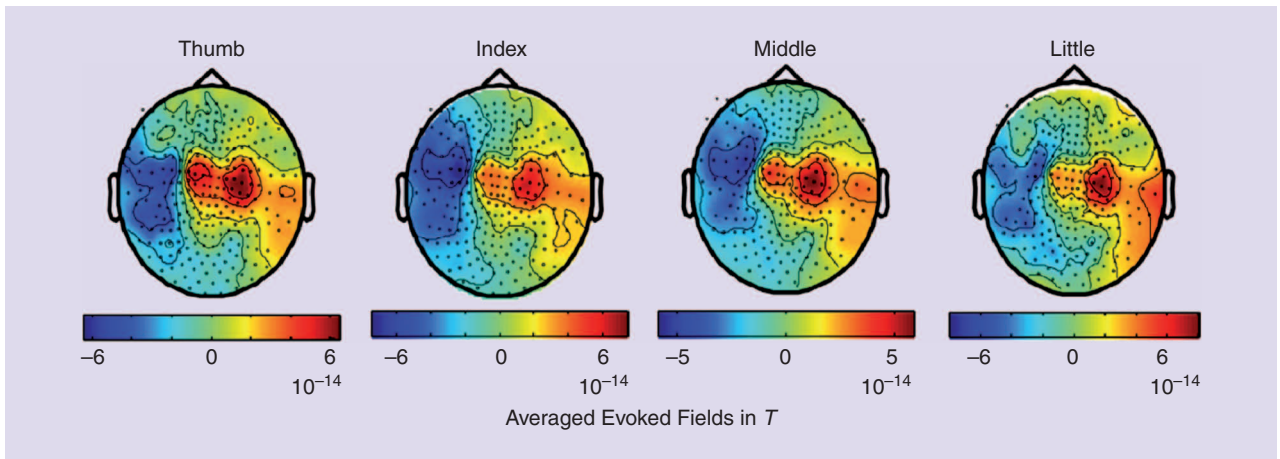 Thumb Index Middle Little
–6 0 6 –6 0 6 –5 0 5 –6 0 6
10–14 10–14 10–14 10–14
Averaged Evoked Fields in T